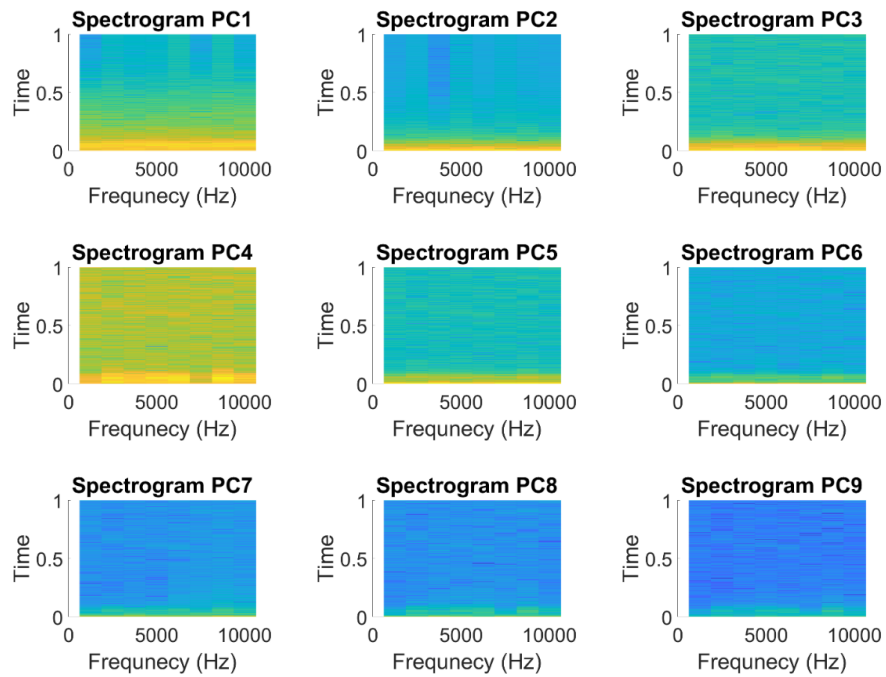 Spectrogram PC1 Spectrogram PC2 Spectrogram PC3
1 1 1
Time 0.5 Time 0.5 Time 0.5
0 0 0
0 5000 10000 0 5000 10000 0 5000 10000
Frequnecy (Hz) Frequnecy (Hz) Frequnecy (Hz)
Spectrogram PC4 Spectrogram PC5 Spectrogram PC6
1 1 1
Time 0.5 Time 0.5 Time 0.5
0 0 0
0 5000 10000 0 5000 10000 0 5000 10000
Frequnecy (Hz) Frequnecy (Hz) Frequnecy (Hz)
Spectrogram PC7 Spectrogram PC8 Spectrogram PC9
1 1 1
Time 0.5 Time 0.5 Time 0.5
0 0 0
0 5000 10000 0 5000 10000 0 5000 10000
Frequnecy (Hz) Frequnecy (Hz) Frequnecy (Hz)